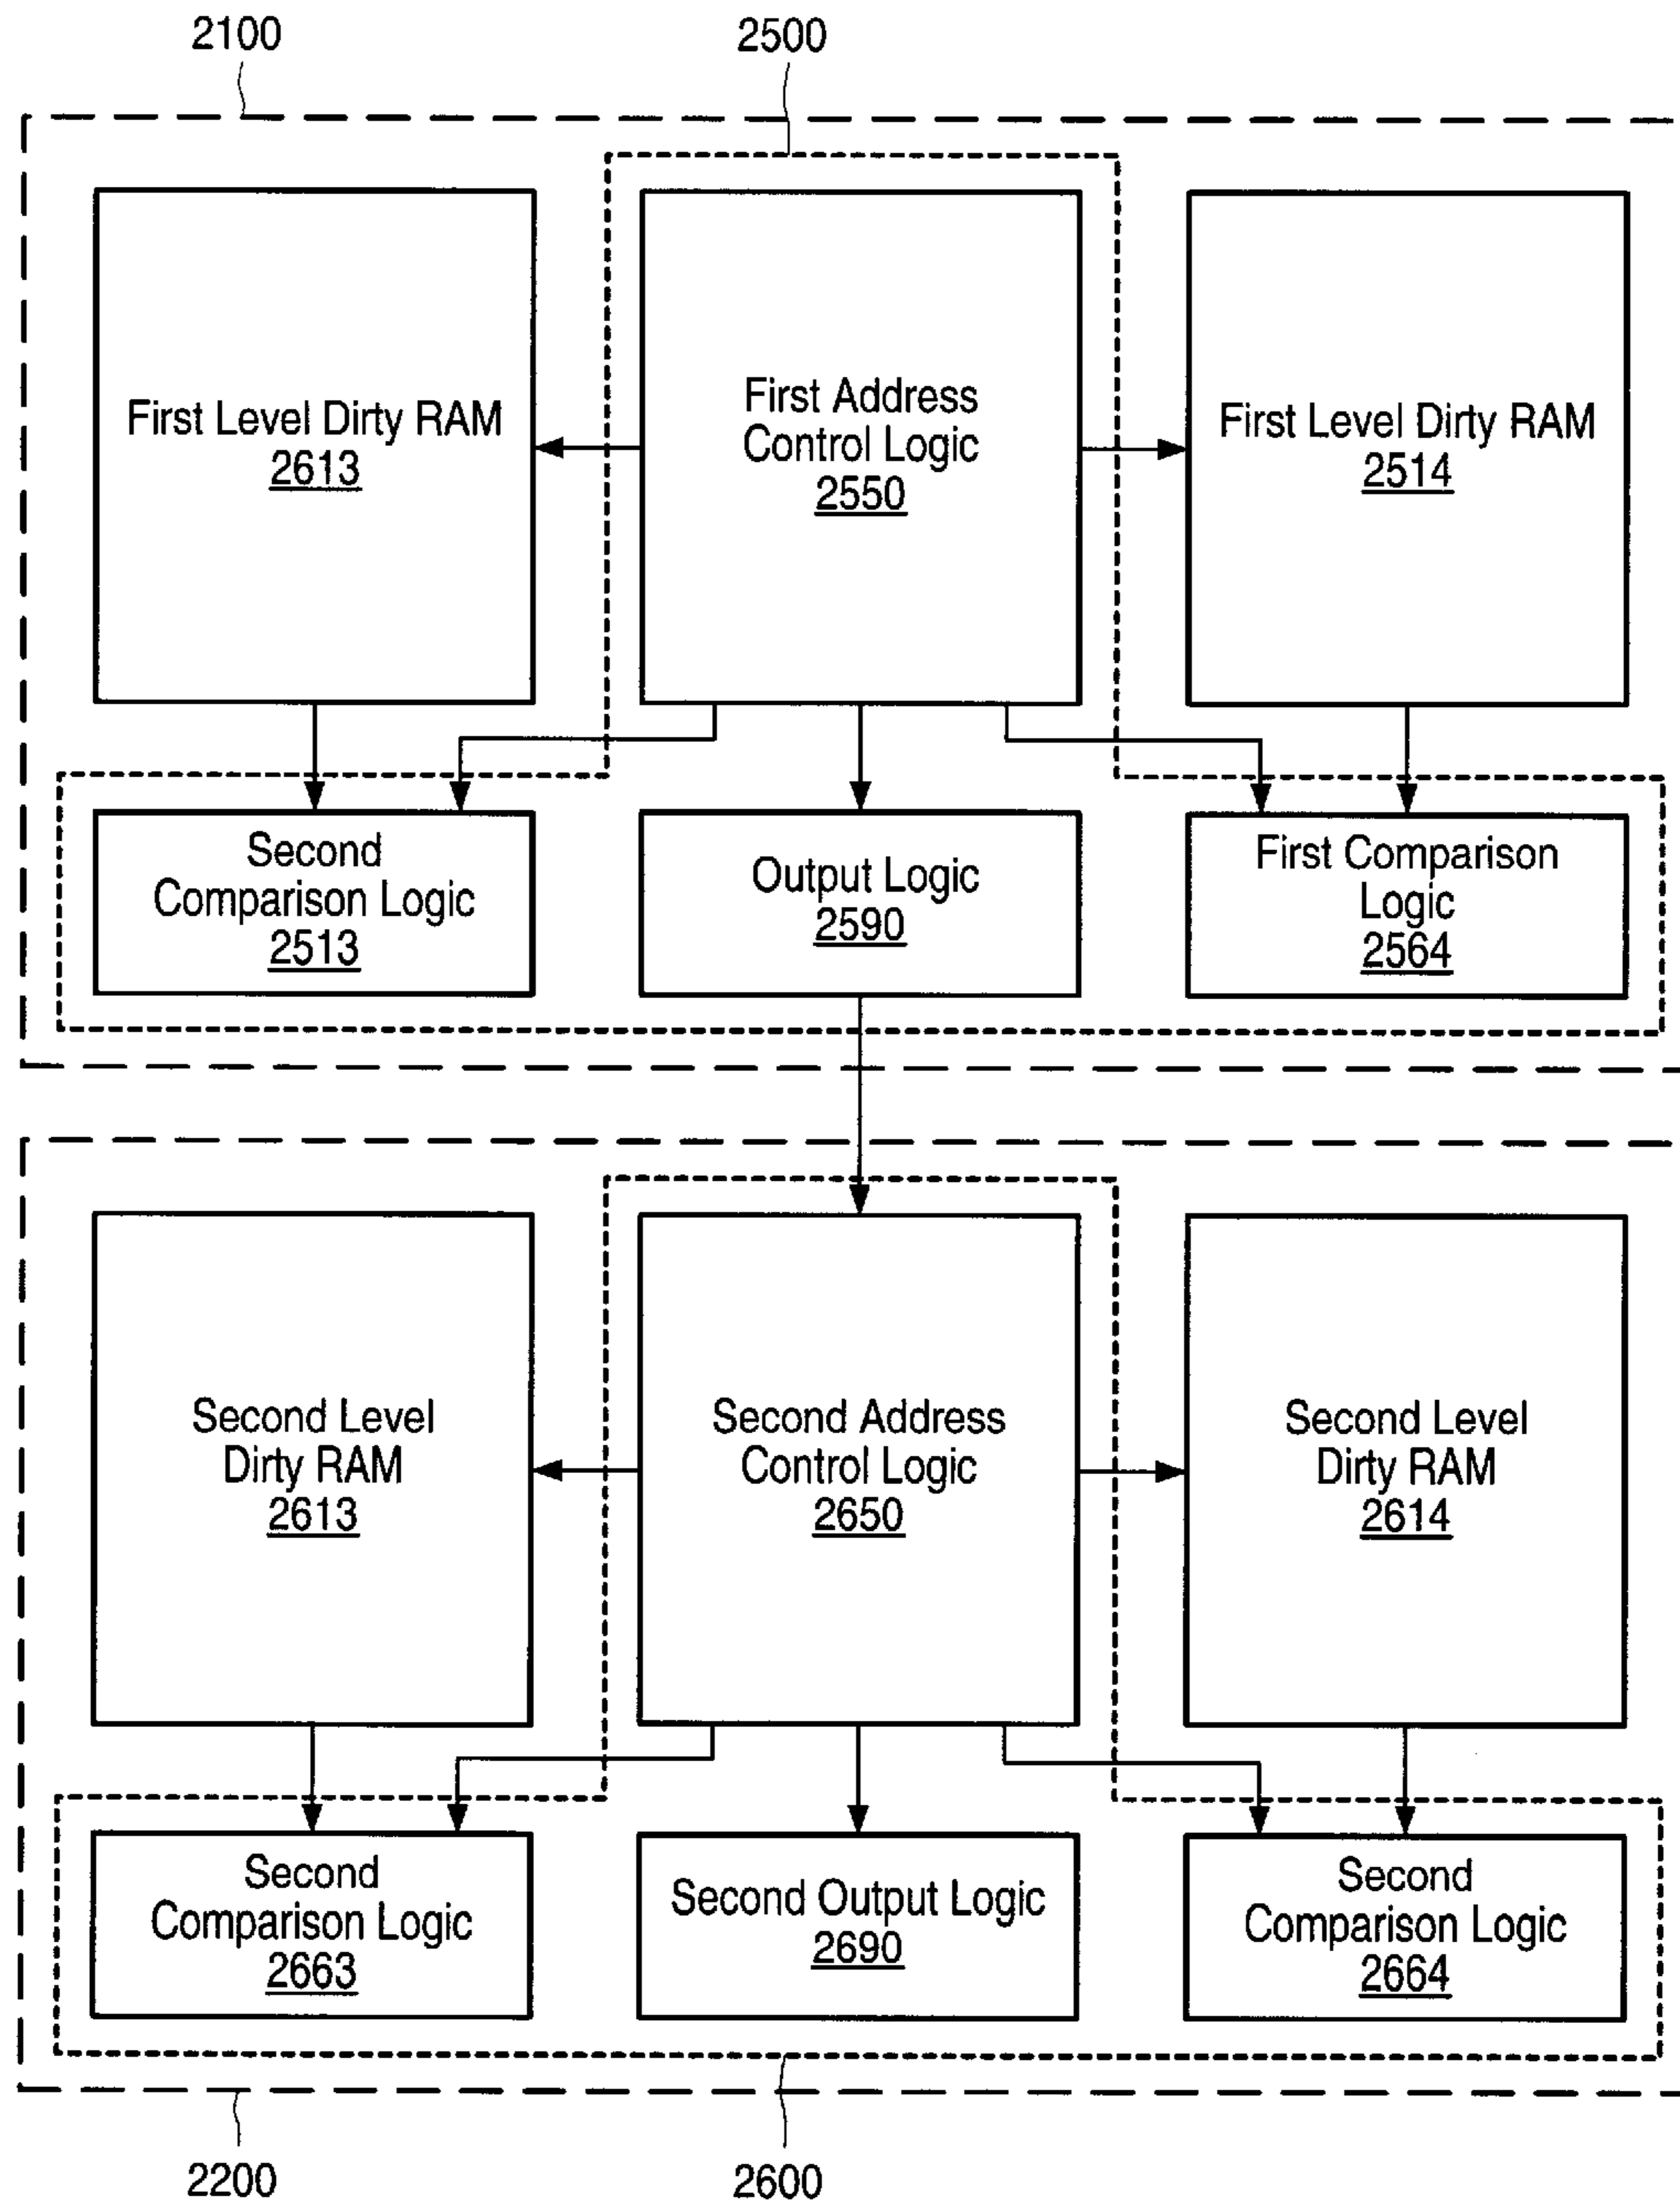 2100
2500
First Level Dirty RAM
2613
First Address
Control Logic
2550
First Level Dirty RAM
2514
Second
Comparison Logic
2513
Output Logic
2590
First Comparison
Logic
2564
Second Level
Dirty RAM
2613
Second Address
Control Logic
2650
Second Level
Dirty RAM
2614
Second
Comparison Logic
2663
Second Output Logic
2690
Second
Comparison Logic
2664
2200
2600